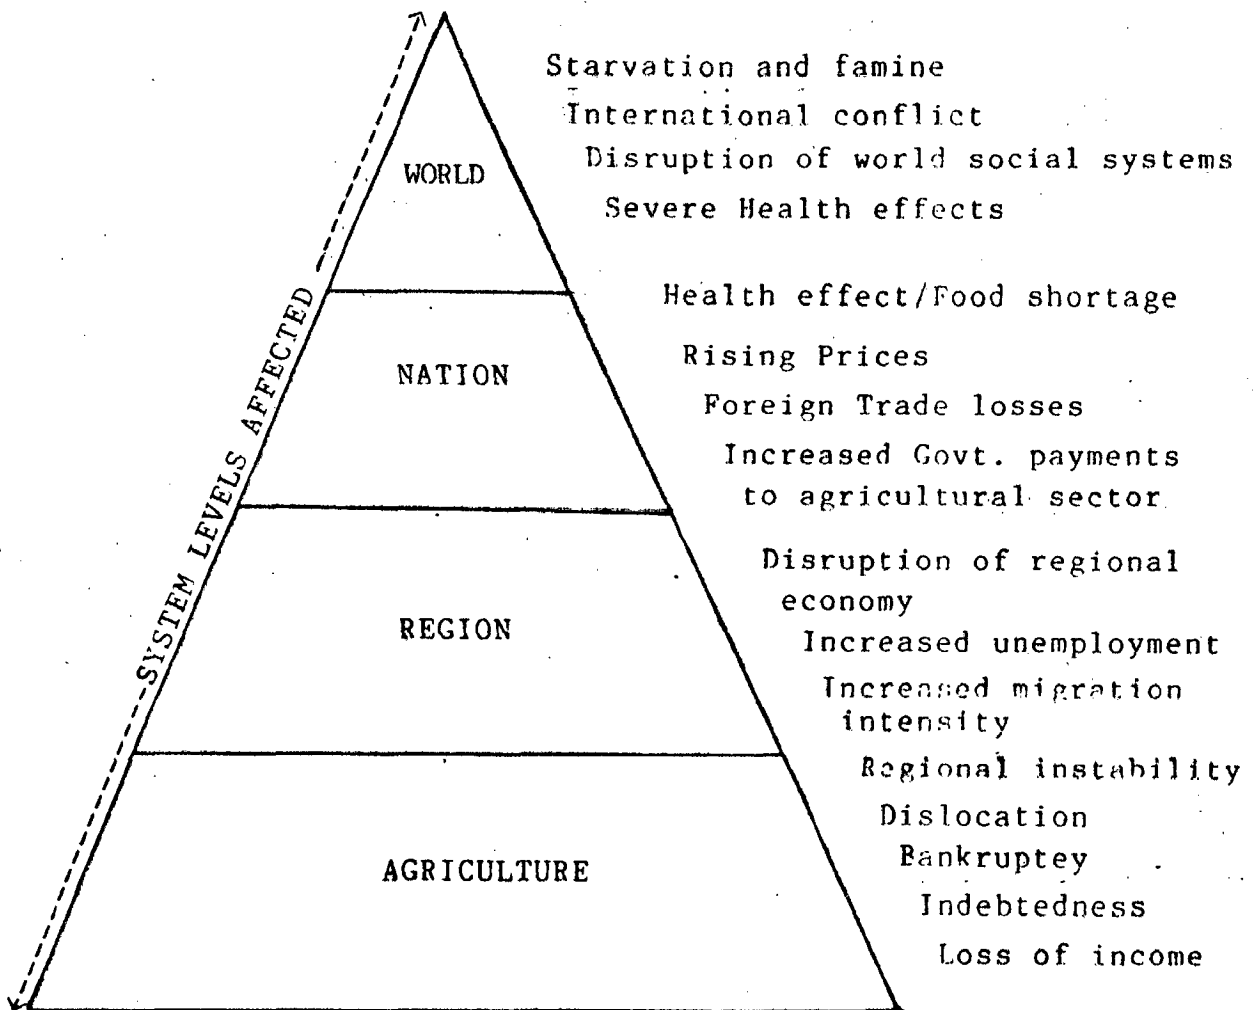 Starvation and famine
International conflict
Disruption of world social systems
WORLD
Severe Health effects
Health effect/Food shortage
Rising Prices
NATION
Foreign Trade losses
Increased Govt. payments
to agricultural sector
SYSTEM LEVELS AFFECTED
Disruption of regional
economy
REGION
Increased unemployment
Increased migration
intensity
Regional instability
Dislocation
Bankruptey
AGRICULTURE
Indebtedness
Loss of income